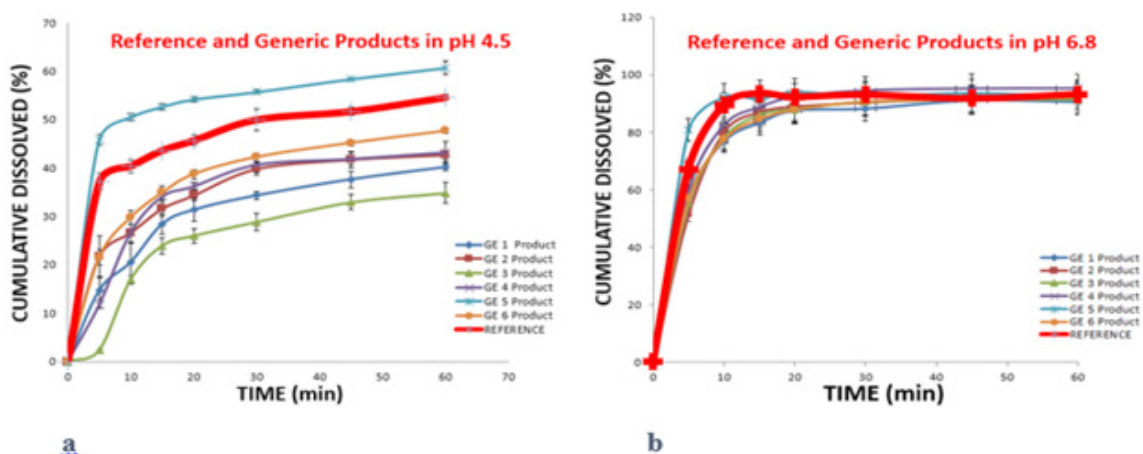 70
60
50
40
30
20
10
0
CUMULATIVE DISSOLVED (%)
Reference and Generic Products in pH 4.5
GE 1 Product
GE 2 Product
GE 3 Product
GE 4 Product
GE 5 Product
GE 6 Product
REFERENCE
0 10 20 30 40 50 60 70
TIME (min)
a
120
100
80
60
40
20
0
CUMULATIVE DISSOLVED (%)
Reference and Generic Products in pH 6.8
GE 1 Product
GE 2 Product
GE 3 Product
GE 4 Product
GE 5 Product
GE 6 Product
REFERENCE
0 10 20 30 40 50 60
TIME (min)
b